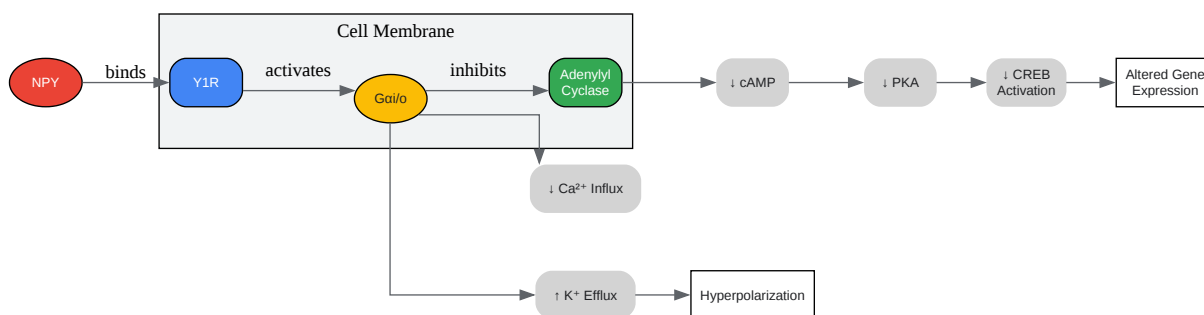 Cell Membrane
NPY
binds
Y1R
activates
Gαi/o
inhibits
Adenylyl
Cyclase
↓ cAMP
↓ PKA
↓ CREB
Activation
Altered Gene
Expression
↓ Ca²⁺ Influx
↑ K⁺ Efflux
Hyperpolarization